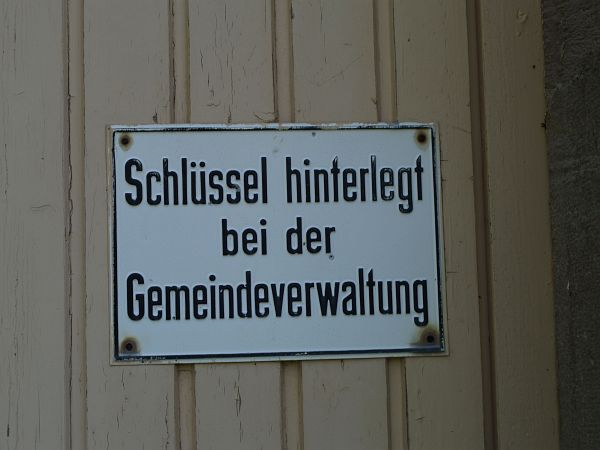 Schlüssel hinterlegt
bei der
Gemeindeverwaltung